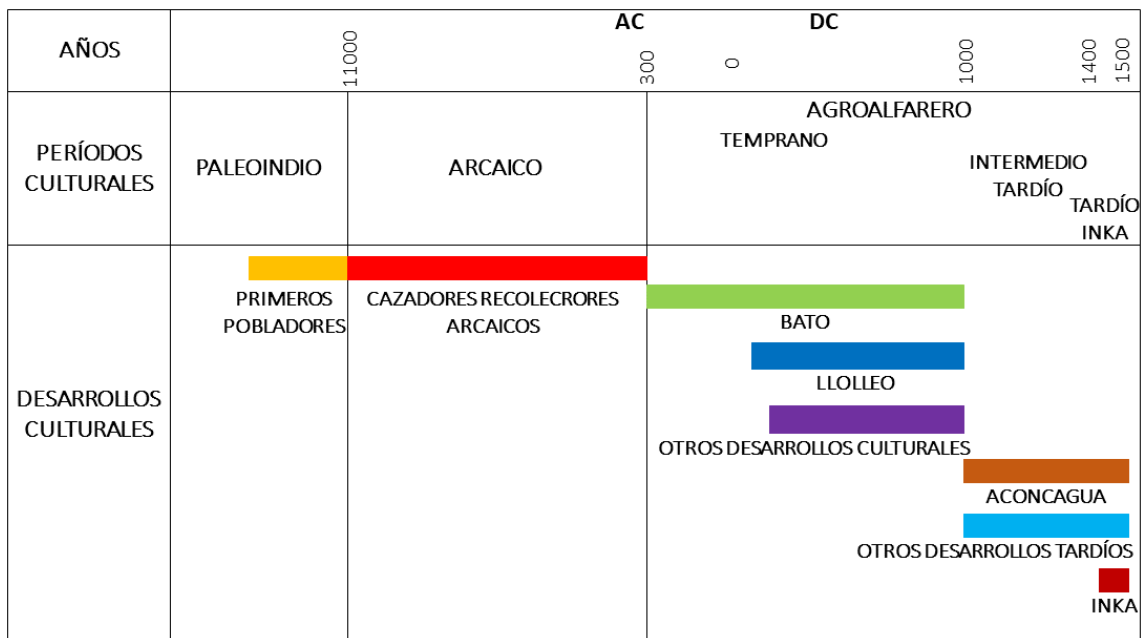 AC DC
AÑOS
11000
300
0
1000
1400
1500
PERÍODOS
CULTURALES
PALEOINDIO
ARCAICO
AGROALFARERO
TEMPRANO
INTERMEDIO
TARDÍO
TARDÍO
INKA
DESARROLLOS
CULTURALES
PRIMEROS
POBLADORES
CAZADORES RECOLECRORES
ARCAICOS
BATO
LLOLLEO
OTROS DESARROLLOS CULTURALES
ACONCAGUA
OTROS DESARROLLOS TARDÍOS
INKA